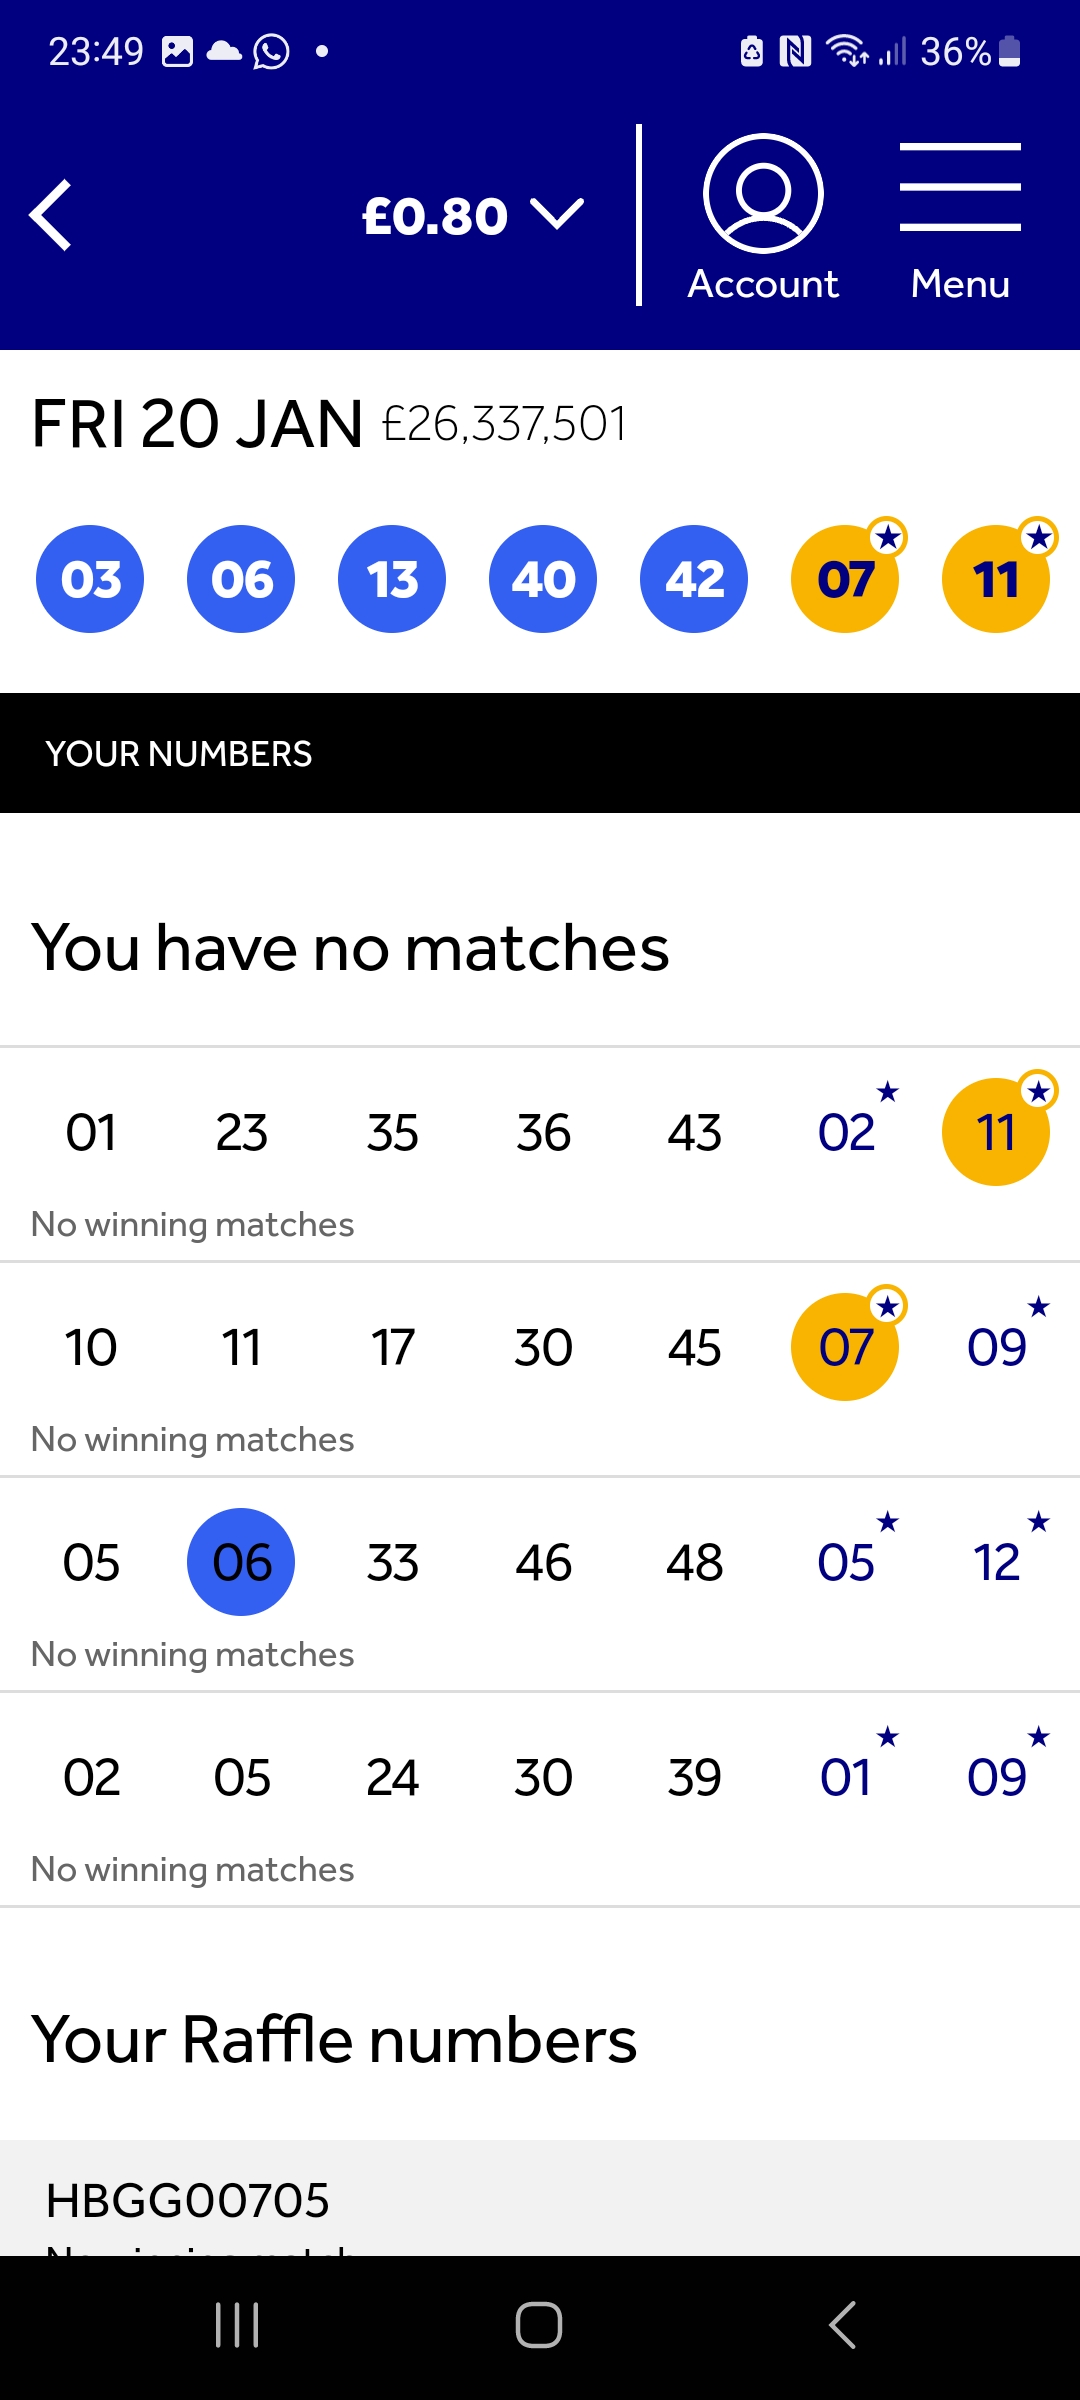 23:49 36%
£0.80
Account Menu
FRI 20 JAN £26,337,501
03 06 13 40 42 07 11
YOUR NUMBERS
You have no matches
01 23 35 36 43 02 11
No winning matches
10 11 17 30 45 07 09
No winning matches
05 06 33 46 48 05 12
No winning matches
02 05 24 30 39 01 09
No winning matches
Your Raffle numbers
HBGG00705
No winning match